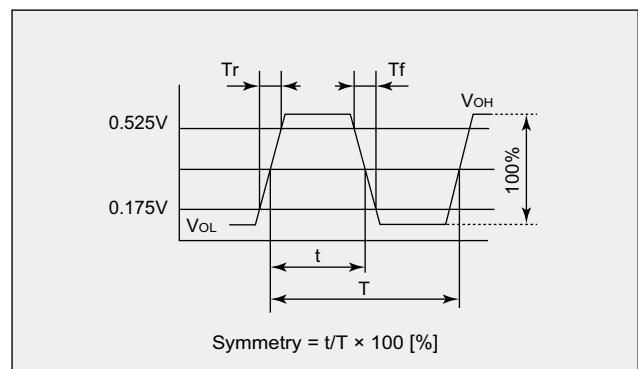 Tr
Tf
VOH
0.525V
100%
0.175V
VOL
t
T
Symmetry = t/T × 100 [%]